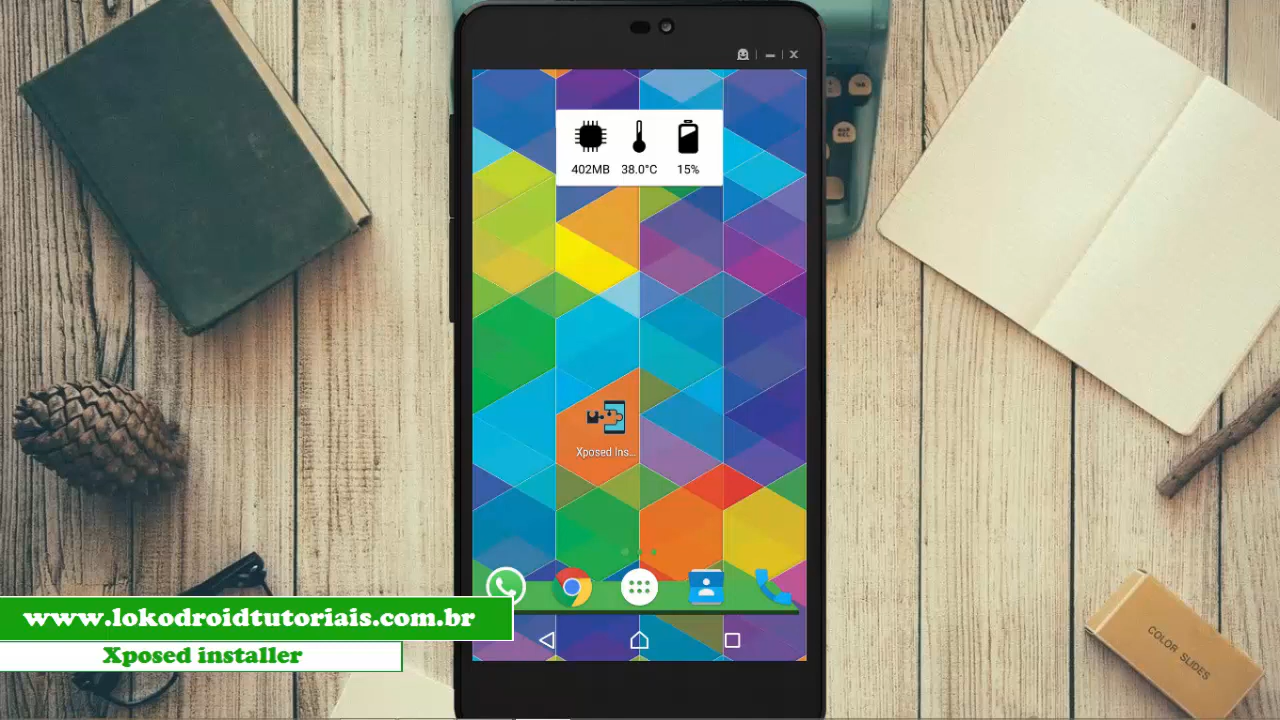 402MB 38.0°C 15%
Xposed Ins...
www.lokodroidtutoriais.com.br
Xposed installer
COLOR SLIDES